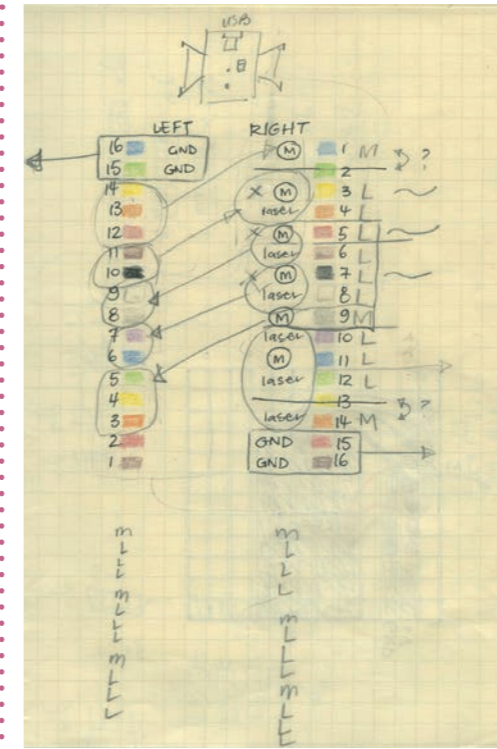 USB
LEFT RIGHT
16 GND M 1 M ?
15 GND 2
14 X M 3 L
13 laser 4 L
12 X M 5 L
11 laser 6 L
10 X M 7 L
9 laser 8 L
8 M 9 M
7 laser 10 L
6 M 11 L
5 laser 12 L
4 13 ?
3 laser 14 M
2 GND 15
1 GND 16
M M
L L
L L
L L
M M
L L
L L
L L
M M
L L
L L
L L